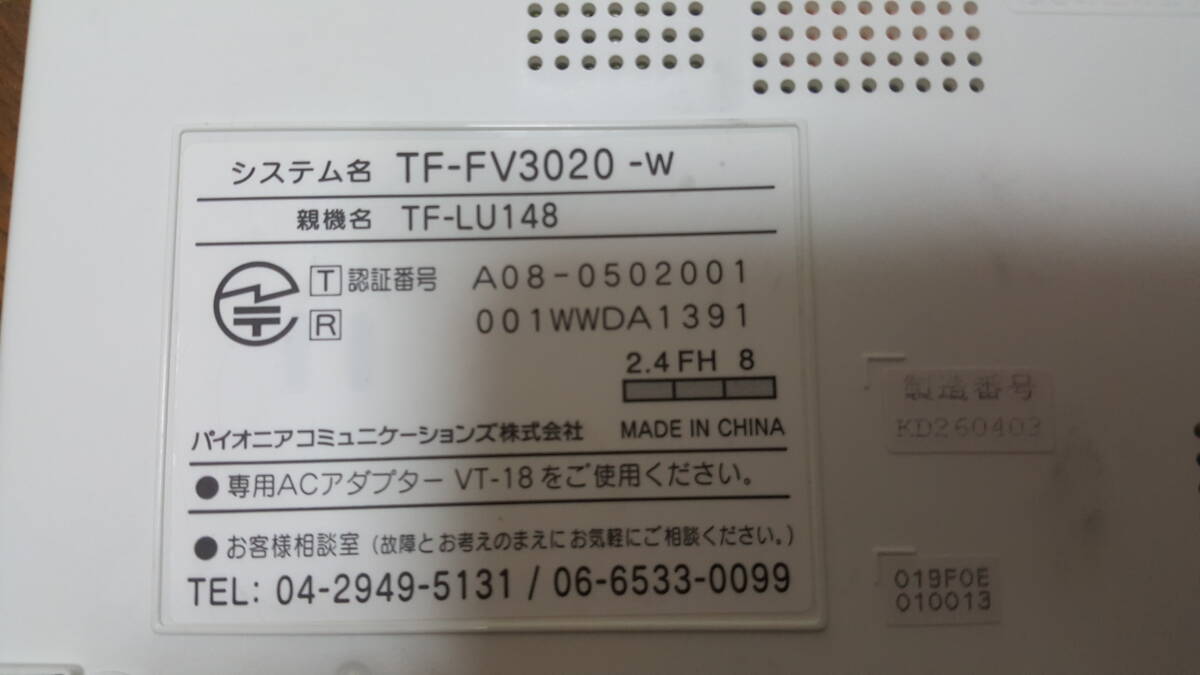 システム名 TF-FV3020 -W
親機名 TF-LU148
T 認証番号 A08-0502001
R 001WWDA1391
2.4 FH 8
パイオニアコミュニケーションズ株式会社 MADE IN CHINA
● 専用ACアダプター VT-18をご使用ください。
● お客様相談室 (故障とお考えのまえにお気軽にご相談ください。)
TEL: 04-2949-5131 / 06-6533-0099
製造番号
KD260403
019F0E
010013